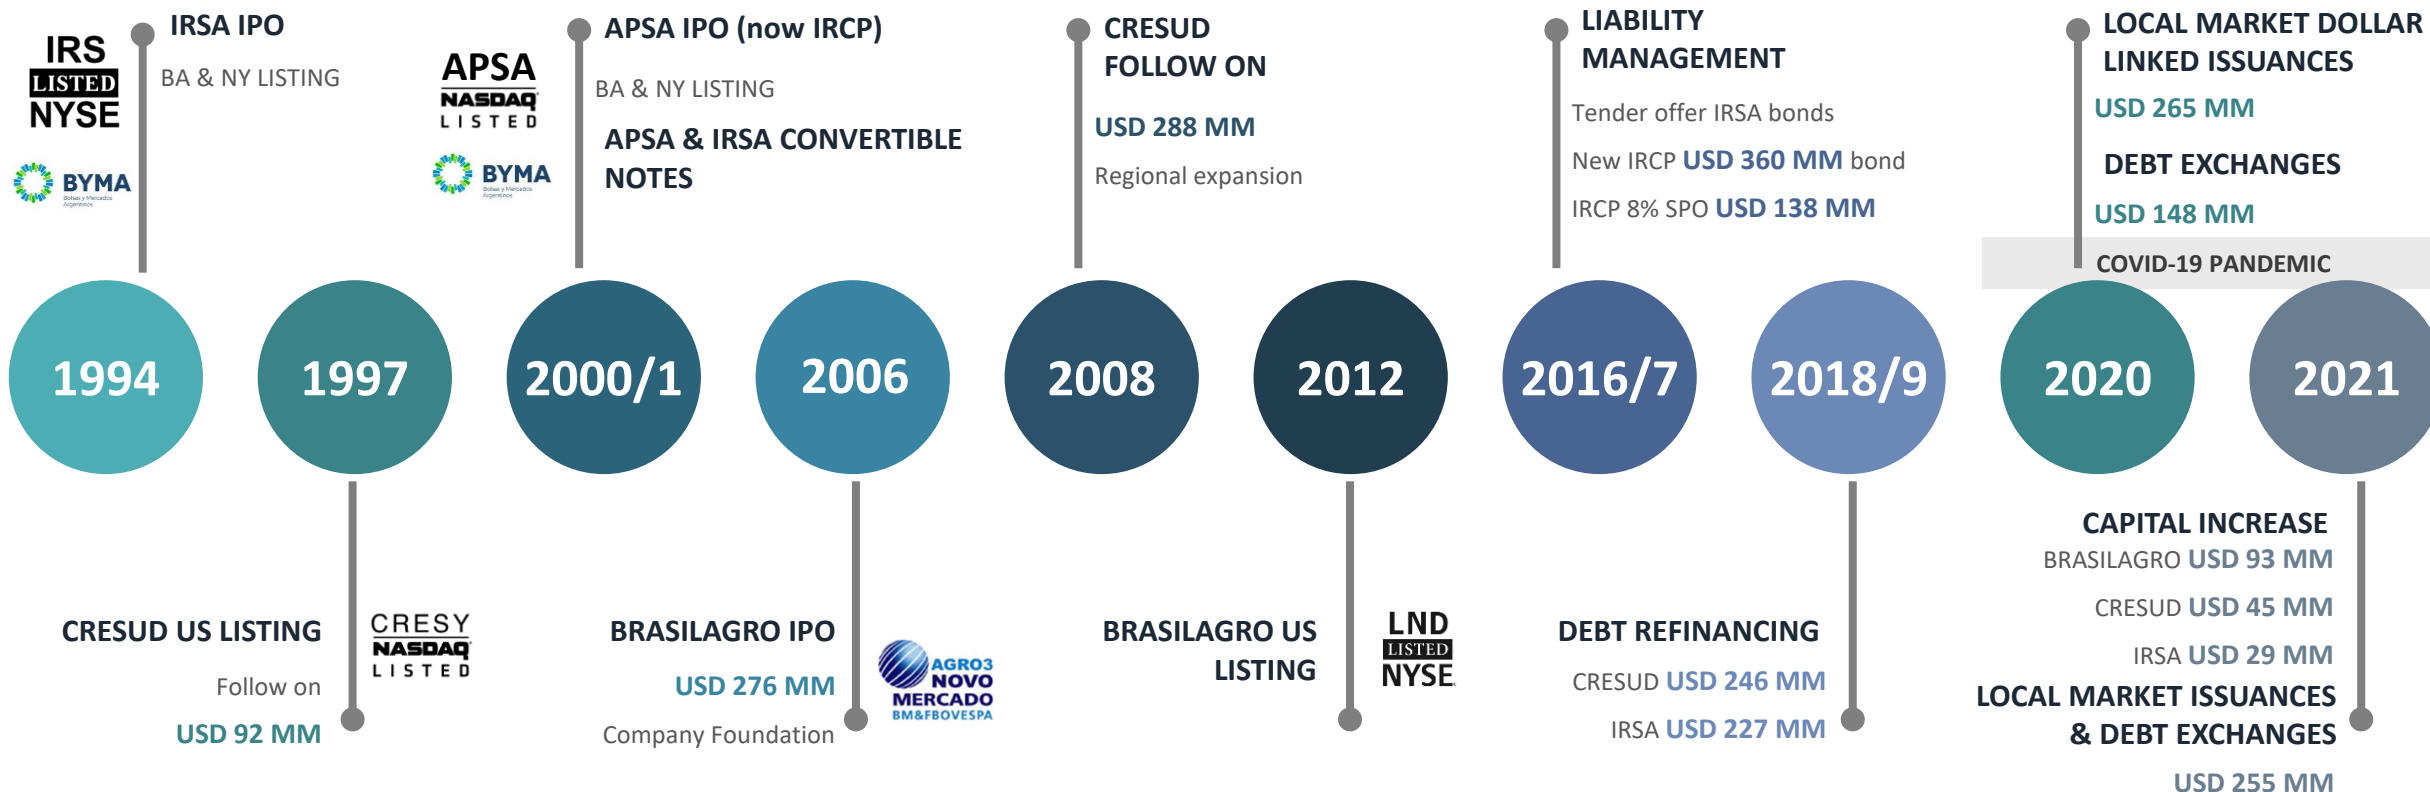 IRS
LISTED
NYSE
BYMA
Bolsas y Mercados
Argentinos
IRSA IPO
BA & NY LISTING
APSA
NASDAQ
LISTED
BYMA
Bolsas y Mercados
Argentinos
APSA IPO (now IRCP)
BA & NY LISTING
APSA & IRSA CONVERTIBLE
NOTES
CRESUD
FOLLOW ON
USD 288 MM
Regional expansion
LIABILITY
MANAGEMENT
Tender offer IRSA bonds
New IRCP USD 360 MM bond
IRCP 8% SPO USD 138 MM
LOCAL MARKET DOLLAR
LINKED ISSUANCES
USD 265 MM
DEBT EXCHANGES
USD 148 MM
COVID-19 PANDEMIC
1994
1997
2000/1
2006
2008
2012
2016/7
2018/9
2020
2021
CRESUD US LISTING
Follow on
USD 92 MM
CRESY
NASDAQ
LISTED
BRASILAGRO IPO
USD 276 MM
Company Foundation
AGRO3
NOVO
MERCADO
BM&FBOVESPA
BRASILAGRO US
LISTING
LND
LISTED
NYSE
DEBT REFINANCING
CRESUD USD 246 MM
IRSA USD 227 MM
CAPITAL INCREASE
BRASILAGRO USD 93 MM
CRESUD USD 45 MM
IRSA USD 29 MM
LOCAL MARKET ISSUANCES
& DEBT EXCHANGES
USD 255 MM